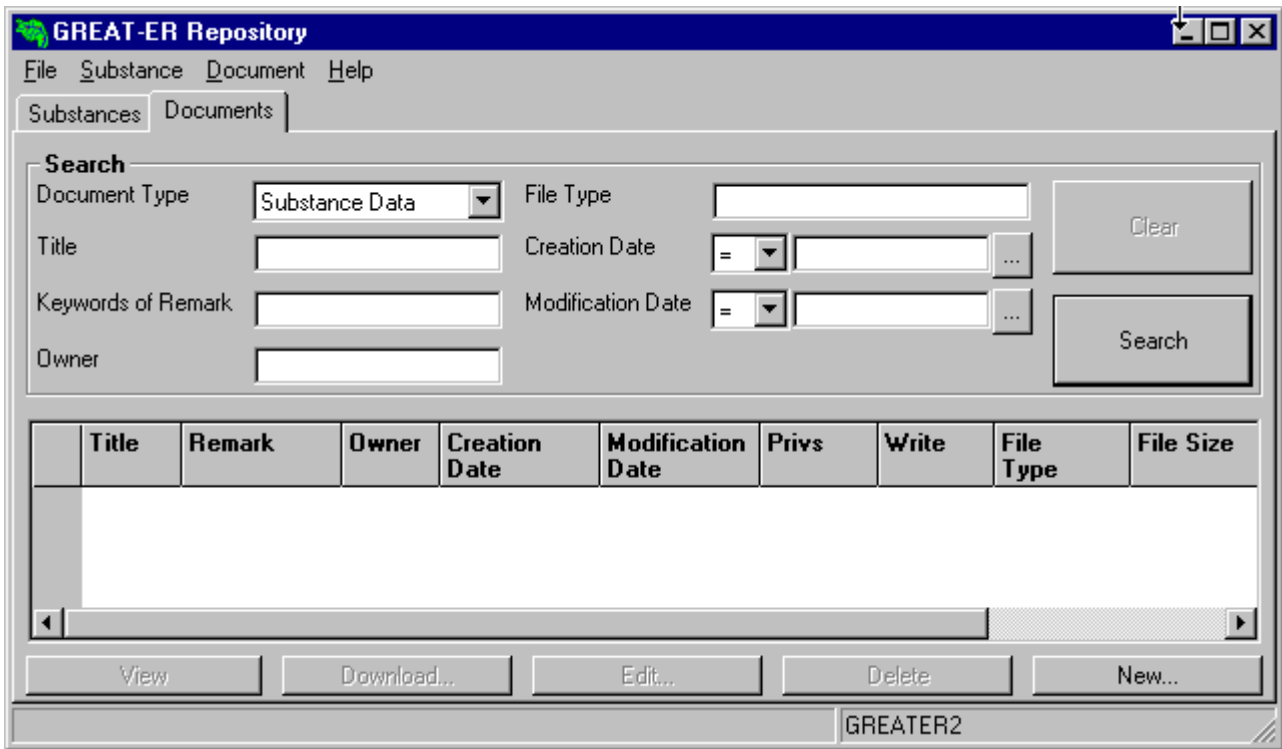 GREAT-ER Repository
File Substance Document Help
Substances Documents
Search
Document Type Substance Data File Type
Clear
Title Creation Date = ...
Keywords of Remark Modification Date = ...
Search
Owner
Title Remark Owner Creation Date Modification Date Privs Write File Type File Size
View Download... Edit... Delete New...
GREATER2